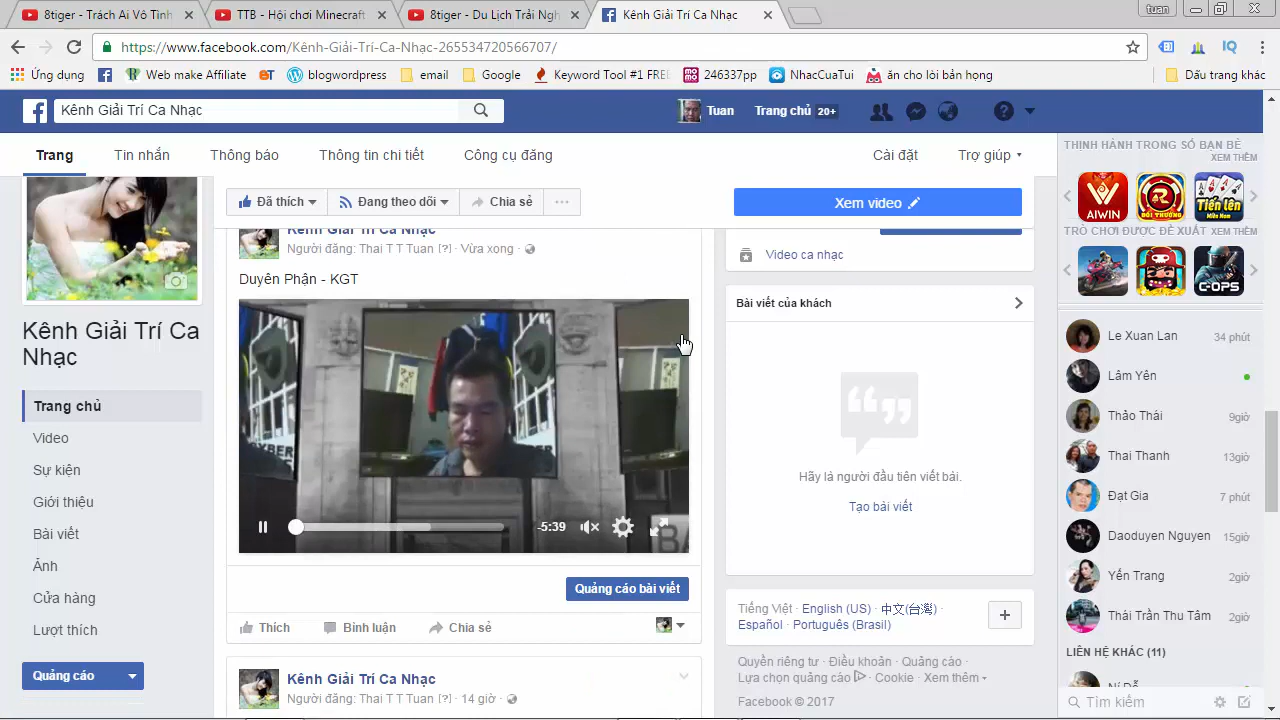 8tiger - Trách Ai Vô Tình
TTB - Hội chơi Minecraft
8tiger - Du Lịch Trải Ngh
Kênh Giải Trí Ca Nhạc
tuan
https://www.facebook.com/Kênh-Giải-Trí-Ca-Nhạc-265534720566707/
Ứng dụng
Web make Affiliate
eT
blogwordpress
email
Google
Keyword Tool #1 FREE
24h337pp
NhacCuaTui
ăn cho lòi bản họng
Dấu trang khác
Kênh Giải Trí Ca Nhạc
Tuan
Trang chủ 20+
Trang
Tin nhắn
Thông báo
Thông tin chi tiết
Công cụ đăng
Cài đặt
Trợ giúp
Đã thích
Đang theo dõi
Chia sẻ
Xem video
Kênh Giải Trí Ca Nhạc
Người đăng: Thai T T Tuan [?] · Vừa xong ·
Duyên Phận - KGT
-5:39
Quảng cáo bài viết
Thích
Bình luận
Chia sẻ
Kênh Giải Trí Ca Nhạc
Người đăng: Thai T T Tuan [?] · 14 giờ ·
Kênh Giải Trí Ca
Nhạc
Trang chủ
Video
Sự kiện
Giới thiệu
Bài viết
Ảnh
Cửa hàng
Lượt thích
Quảng cáo
Video ca nhạc
Bài viết của khách
Hãy là người đầu tiên viết bài.
Tạo bài viết
Tiếng Việt · English (US) · 中文(台灣) ·
Español · Português (Brasil)
Quyền riêng tư · Điều khoản · Quảng cáo ·
Lựa chọn quảng cáo · Cookie · Xem thêm
Facebook © 2017
THỊNH HÀNH TRONG SỐ BẠN BÈ
XEM THÊM
AIWIN
ĐỔI THƯỞNG
Tiến lên
Miền Nam
TRÒ CHƠI ĐƯỢC ĐỀ XUẤT XEM THÊM
C-OPS
Le Xuan Lan 34 phút
Lâm Yên
Thảo Thái 9giờ
Thai Thanh 13giờ
Đạt Gia 7 phút
Daoduyen Nguyen 15giờ
Yến Trang 2giờ
Thái Trần Thu Tâm 2giờ
LIÊN HỆ KHÁC (11)
Tìm kiếm